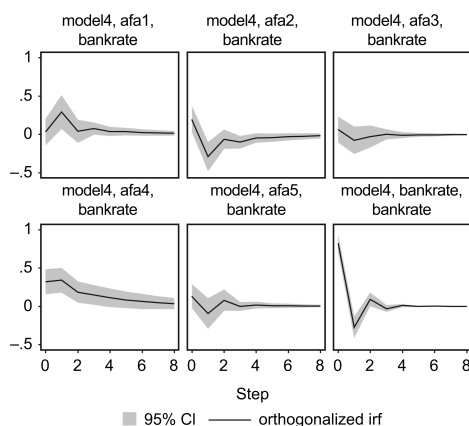 model4, afa1,
bankrate
model4, afa2,
bankrate
model4, afa3,
bankrate
1
.5
0
–.5
model4, afa4,
bankrate
model4, afa5,
bankrate
model4, bankrate,
bankrate
1
.5
0
–.5
0 2 4 6 8 0 2 4 6 8 0 2 4 6 8
Step
95% CI orthogonalized irf